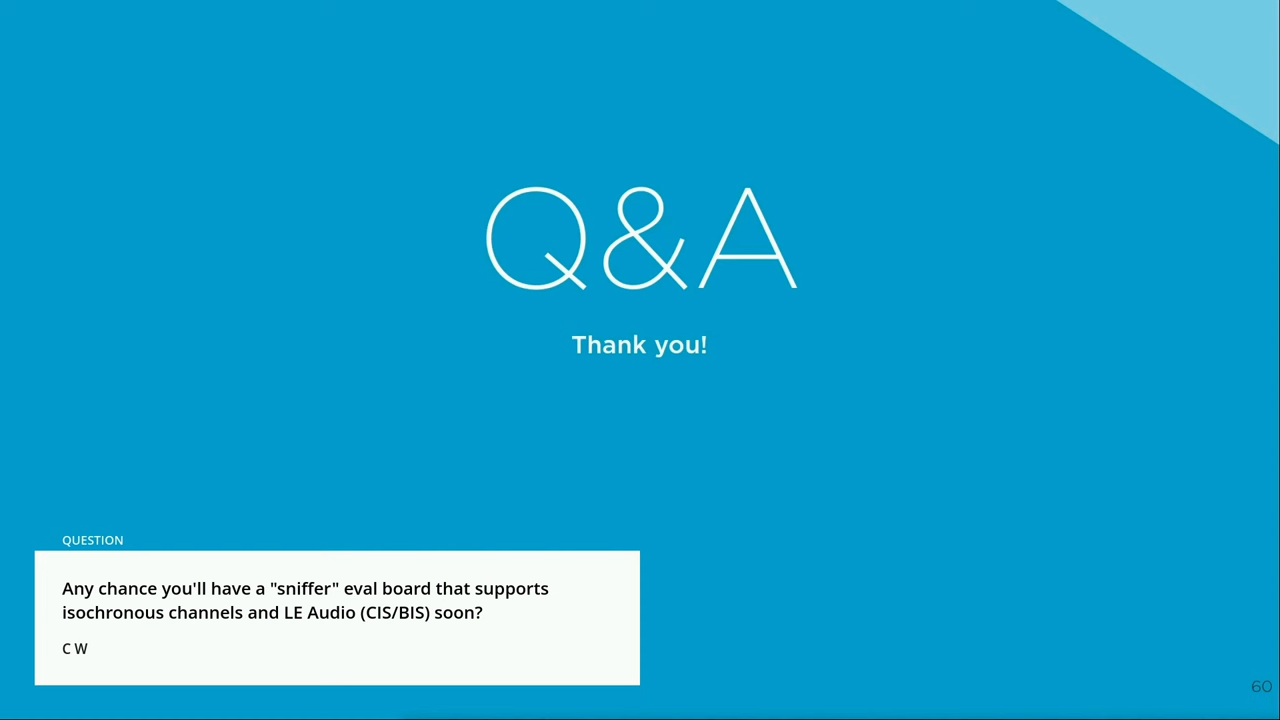 Q&A
Thank you!
QUESTION
Any chance you'll have a "sniffer" eval board that supports
isochronous channels and LE Audio (CIS/BIS) soon?
C W
60